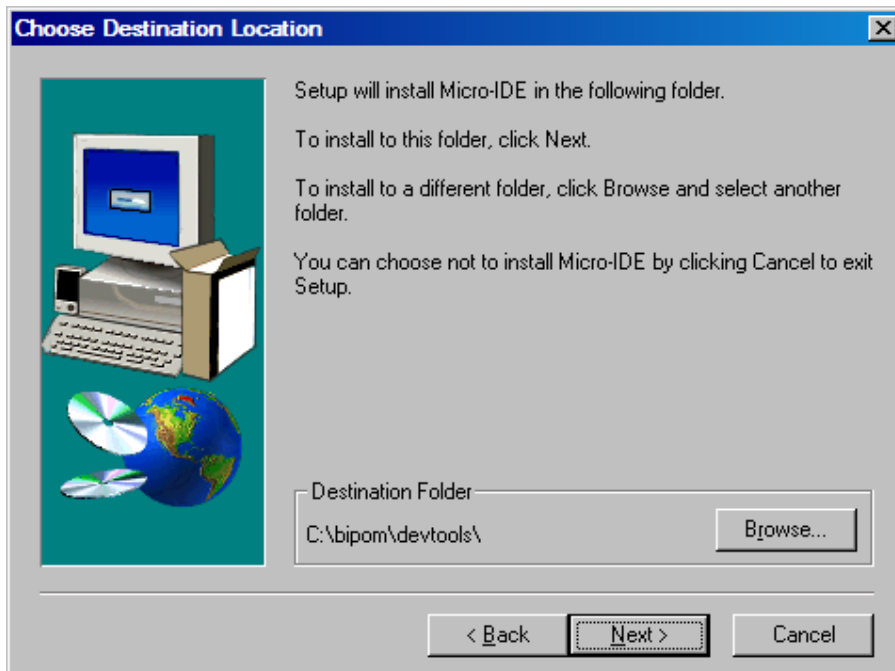 Choose Destination Location
Setup will install Micro-IDE in the following folder.
To install to this folder, click Next.
To install to a different folder, click Browse and select another
folder.
You can choose not to install Micro-IDE by clicking Cancel to exit
Setup.
Destination Folder
C:\bipom\devtools\
Browse...
< Back
Next >
Cancel